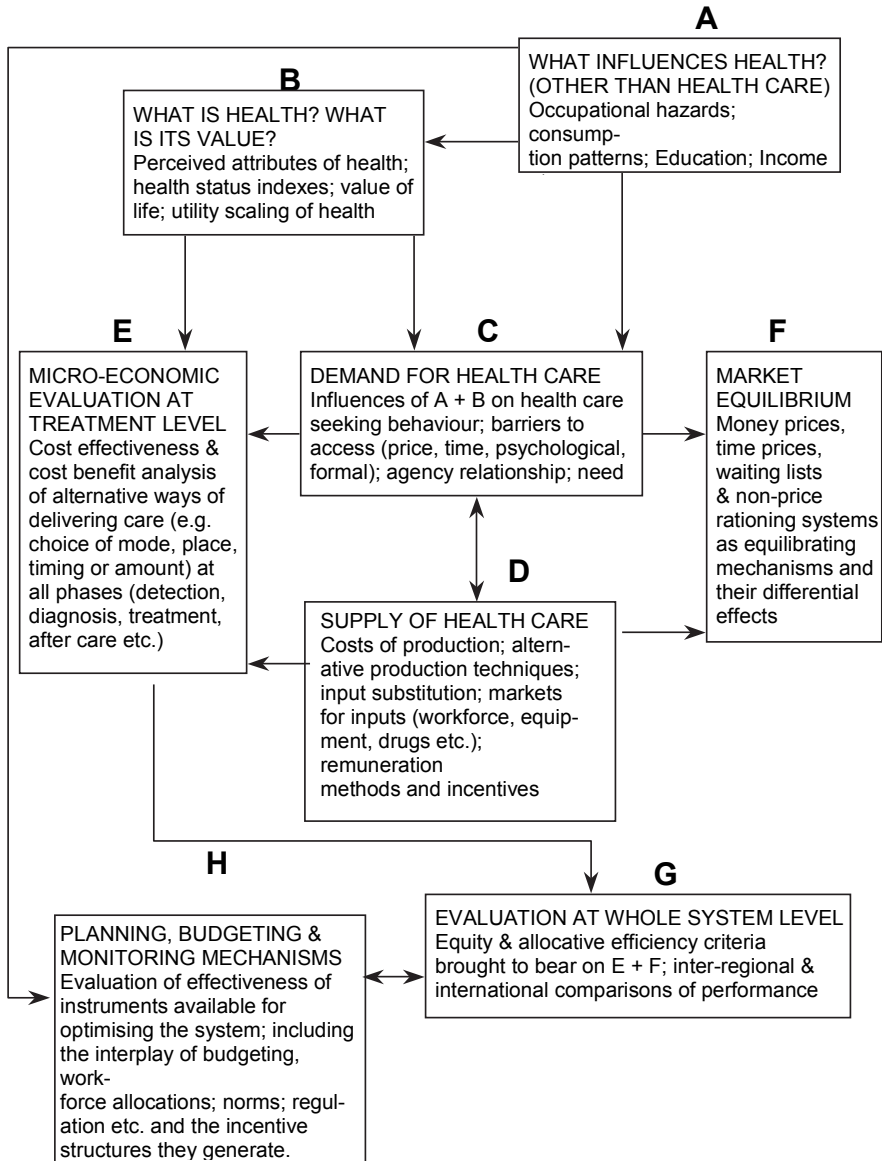 A
WHAT INFLUENCES HEALTH?
(OTHER THAN HEALTH CARE)
Occupational hazards;
consump-
tion patterns; Education; Income
B
WHAT IS HEALTH? WHAT
IS ITS VALUE?
Perceived attributes of health;
health status indexes; value of
life; utility scaling of health
E
MICRO-ECONOMIC
EVALUATION AT
TREATMENT LEVEL
Cost effectiveness &
cost benefit analysis
of alternative ways of
delivering care (e.g.
choice of mode, place,
timing or amount) at
all phases (detection,
diagnosis, treatment,
after care etc.)
C
DEMAND FOR HEALTH CARE
Influences of A + B on health care
seeking behaviour; barriers to
access (price, time, psychological,
formal); agency relationship; need
F
MARKET
EQUILIBRIUM
Money prices,
time prices,
waiting lists
& non-price
rationing systems
as equilibrating
mechanisms and
their differential
effects
D
SUPPLY OF HEALTH CARE
Costs of production; altern-
ative production techniques;
input substitution; markets
for inputs (workforce, equip-
ment, drugs etc.);
remuneration
methods and incentives
H
PLANNING, BUDGETING &
MONITORING MECHANISMS
Evaluation of effectiveness of
instruments available for
optimising the system; including
the interplay of budgeting,
work-
force allocations; norms; regul-
ation etc. and the incentive
structures they generate.
G
EVALUATION AT WHOLE SYSTEM LEVEL
Equity & allocative efficiency criteria
brought to bear on E + F; inter-regional &
international comparisons of performance